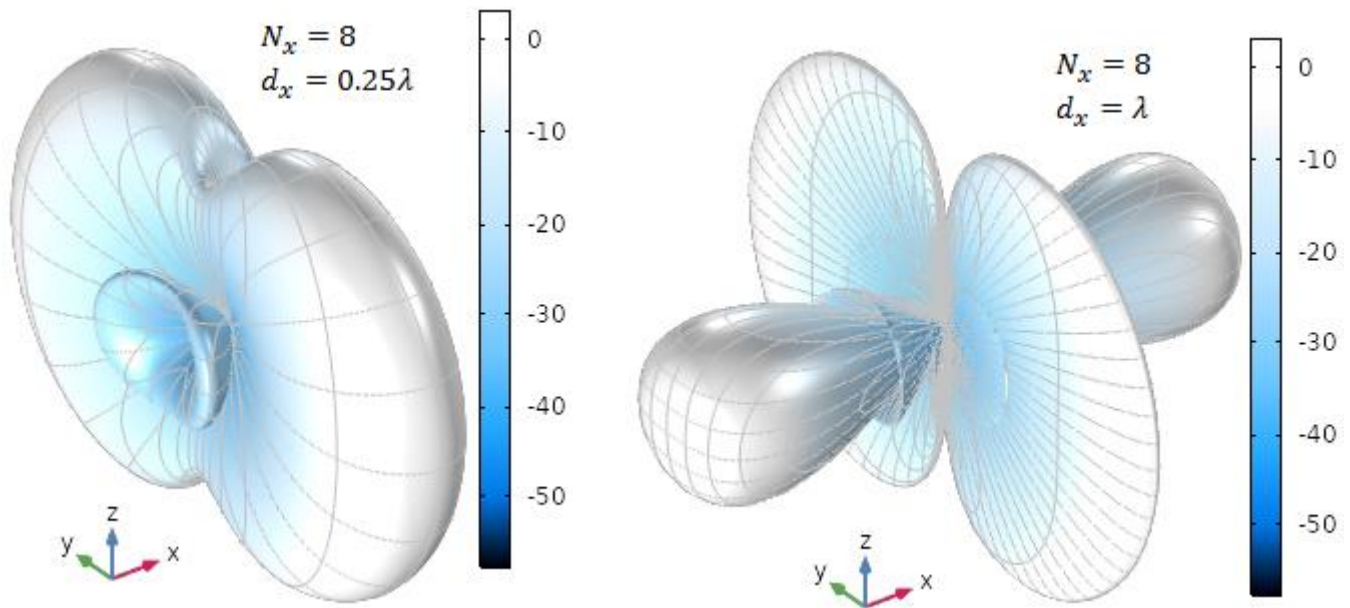 N_x = 8
d_x = 0.25λ
0
-10
-20
-30
-40
-50
z
y
x
N_x = 8
d_x = λ
0
-10
-20
-30
-40
-50
z
y
x